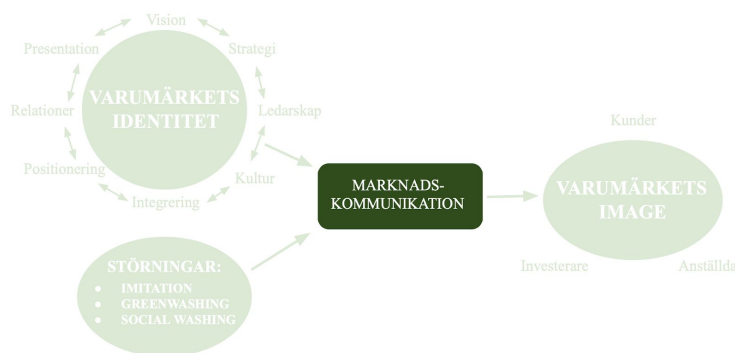 Vision
Presentation
Strategi
VARUMÄRKETS
IDENTITET
Relationer
Ledarskap
Positionering
Kultur
Integrering
MARKNADS-
KOMMUNIKATION
Kunder
VARUMÄRKETS
IMAGE
Investerare
Anställda
STÖRNINGAR:
● IMITATION
● GREENWASHING
● SOCIAL WASHING